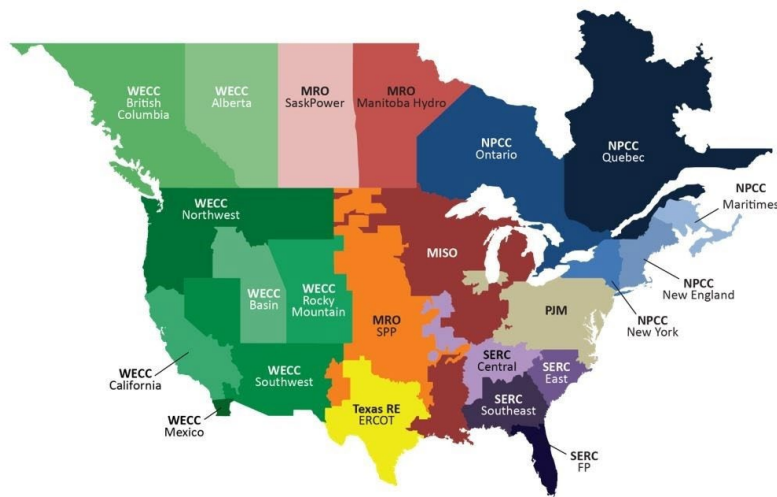 WECC
British
Columbia
WECC
Alberta
MRO
SaskPower
MRO
Manitoba Hydro
NPCC
Ontario
NPCC
Quebec
NPCC
Maritimes
WECC
Northwest
MISO
WECC
Basin
WECC
Rocky
Mountain
NPCC
New England
MRO
SPP
PJM
NPCC
New York
WECC
California
WECC
Southwest
SERC
Central
SERC
East
WECC
Mexico
Texas RE
ERCOT
SERC
Southeast
SERC
FP